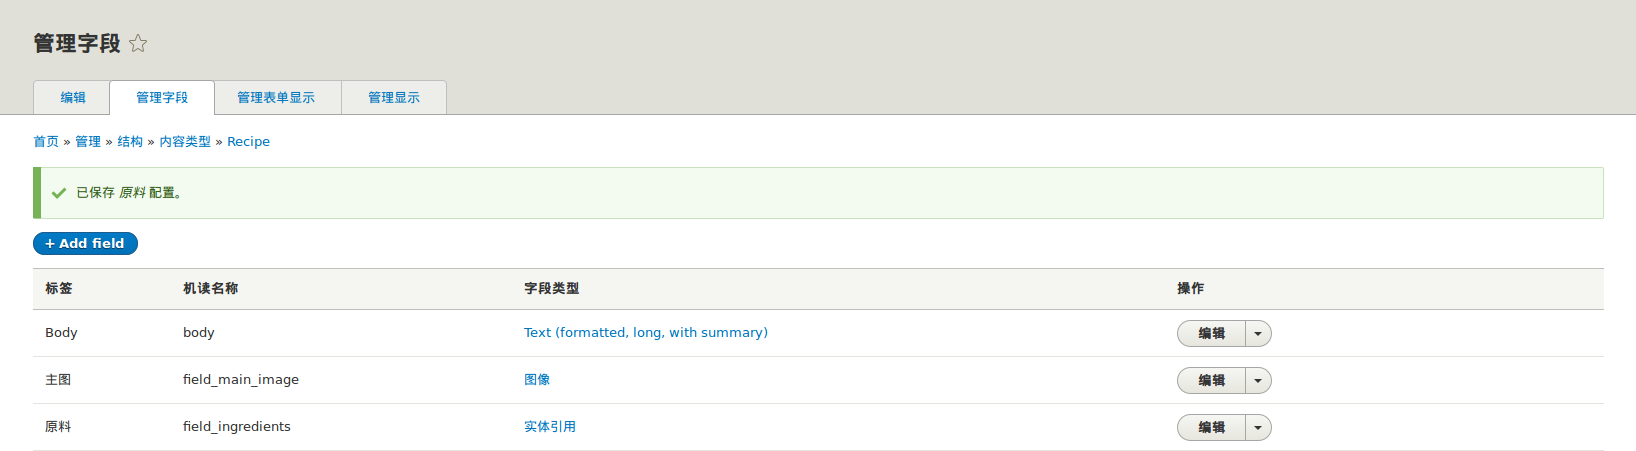 管理字段
编辑 管理字段 管理表单显示 管理显示
首页 » 管理 » 结构 » 内容类型 » Recipe
已保存 原料 配置。
+ Add field
标签 机读名称 字段类型 操作
Body body Text (formatted, long, with summary) 编辑
主图 field_main_image 图像 编辑
原料 field_ingredients 实体引用 编辑